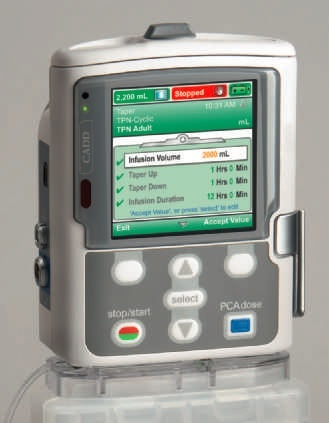 2,200 mL Stopped
Taper 10:31 AM
TPN-Cyclic
TPN Adult mL
CADD
Infusion Volume 2000 mL
Taper Up 1 Hrs 0 Min
Taper Down 1 Hrs 0 Min
Infusion Duration 12 Hrs 0 Min
'Accept Value', or press 'select' to edit
Exit Accept Value
select
stop/start PCA dose